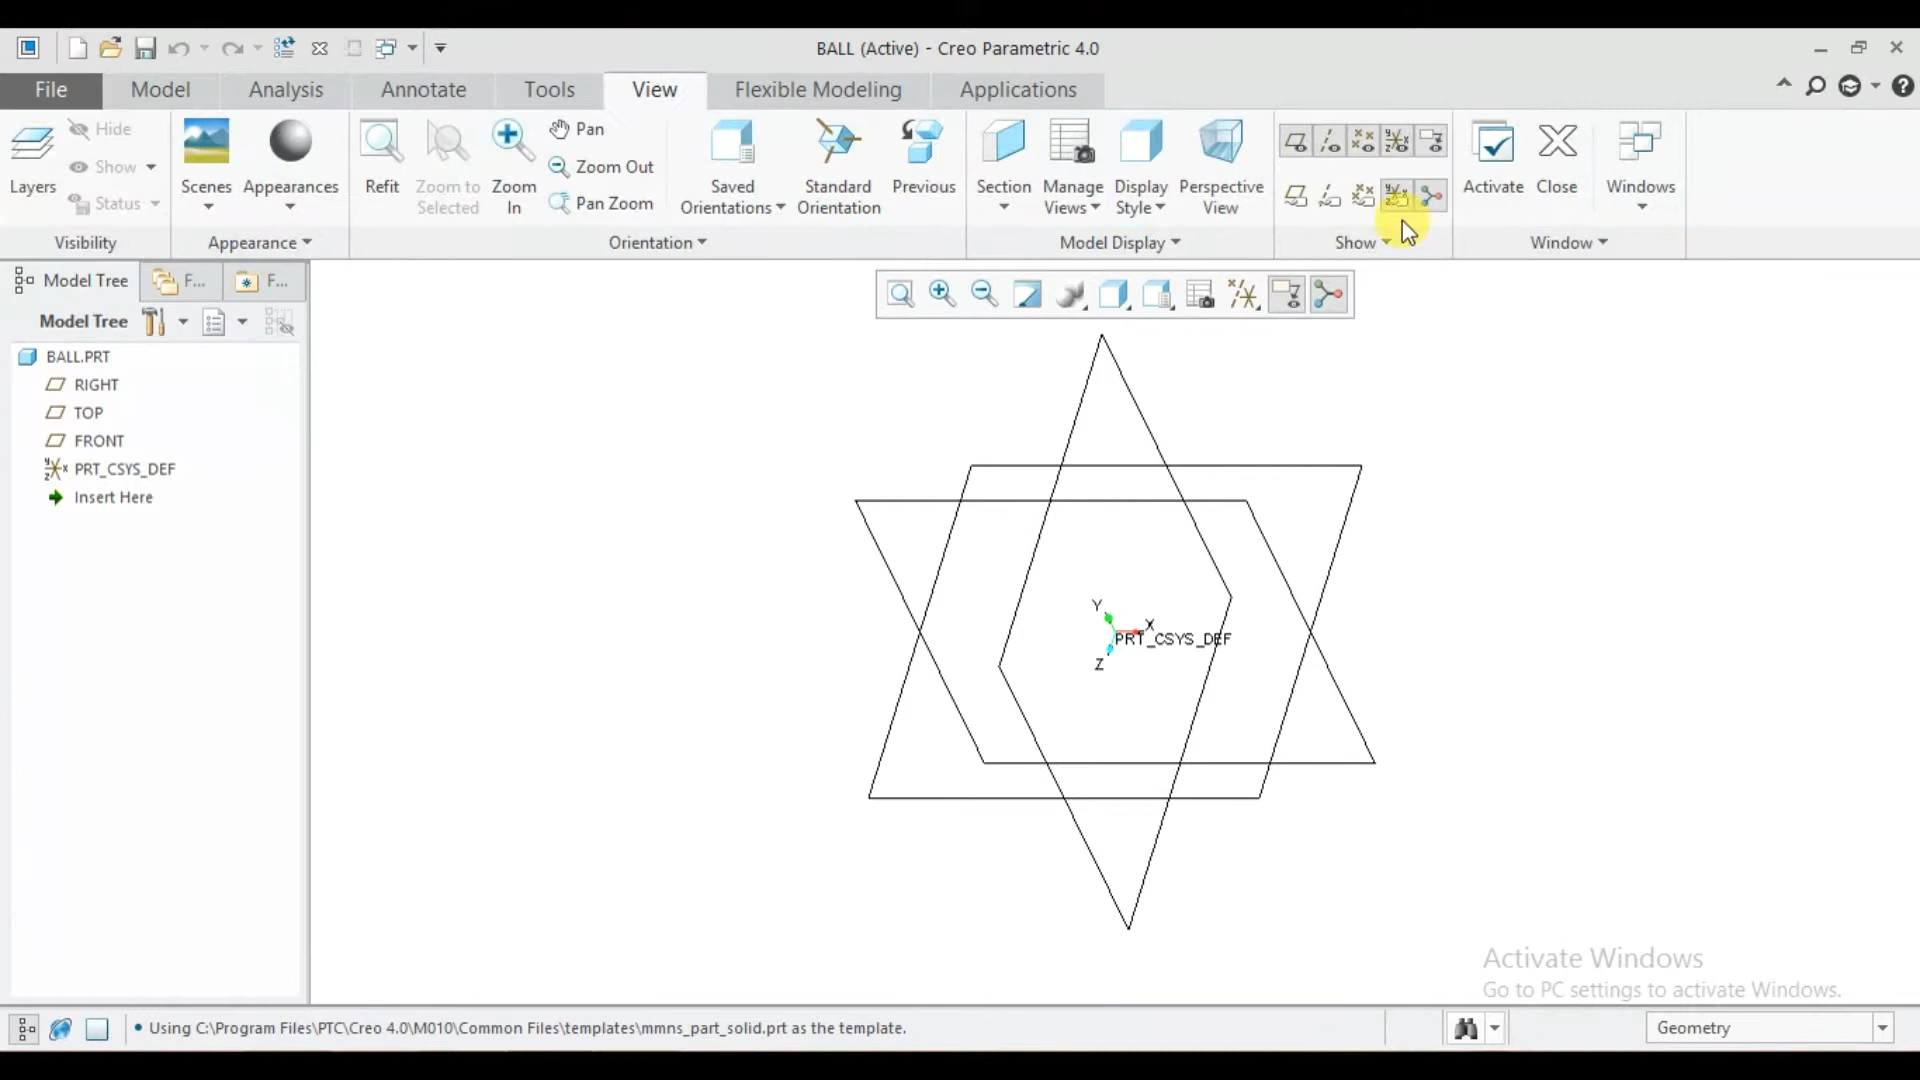 BALL (Active) - Creo Parametric 4.0
File Model Analysis Annotate Tools View Flexible Modeling Applications
Layers
Hide
Show
Status
Visibility
Scenes
Appearances
Appearance
Refit
Zoom to Selected
Zoom In
Pan
Zoom Out
Pan Zoom
Saved Orientations
Standard Orientation
Previous
Orientation
Section
Manage Views
Display Style
Perspective View
Model Display
Show
Activate
Close
Windows
Window
Model Tree
F...
F...
Model Tree
BALL.PRT
RIGHT
TOP
FRONT
PRT_CSYS_DEF
Insert Here
Y
X
PRT_CSYS_DEF
Z
Activate Windows
Go to PC settings to activate Windows.
• Using C:\Program Files\PTC\Creo 4.0\M010\Common Files\templates\mmns_part_solid.prt as the template.
Geometry